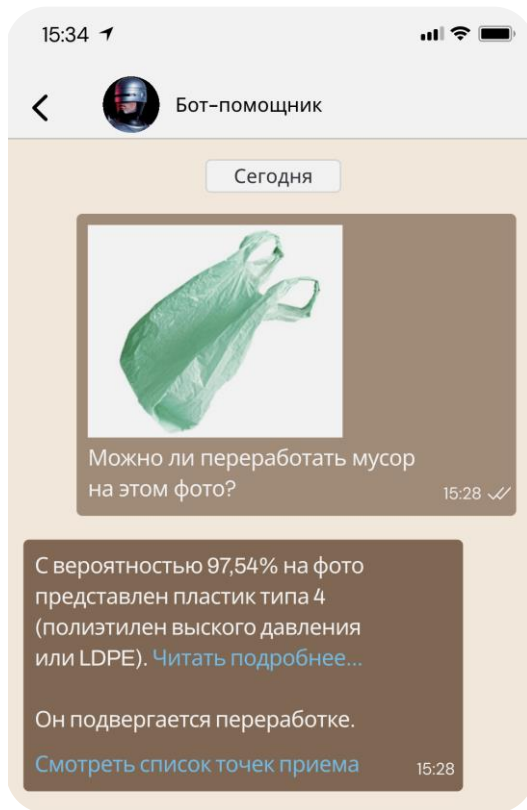 15:34
Бот-помощник
Сегодня
Можно ли переработать мусор
на этом фото?
15:28
С вероятностью 97,54% на фото
представлен пластик типа 4
(полиэтилен выского давления
или LDPE). Читать подробнее...
Он подвергается переработке.
Смотреть список точек приема
15:28